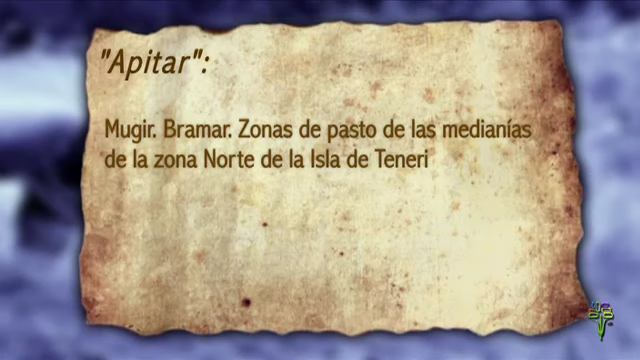 "Apitar":
Mugir. Bramar. Zonas de pasto de las medianías
de la zona Norte de la Isla de Teneri